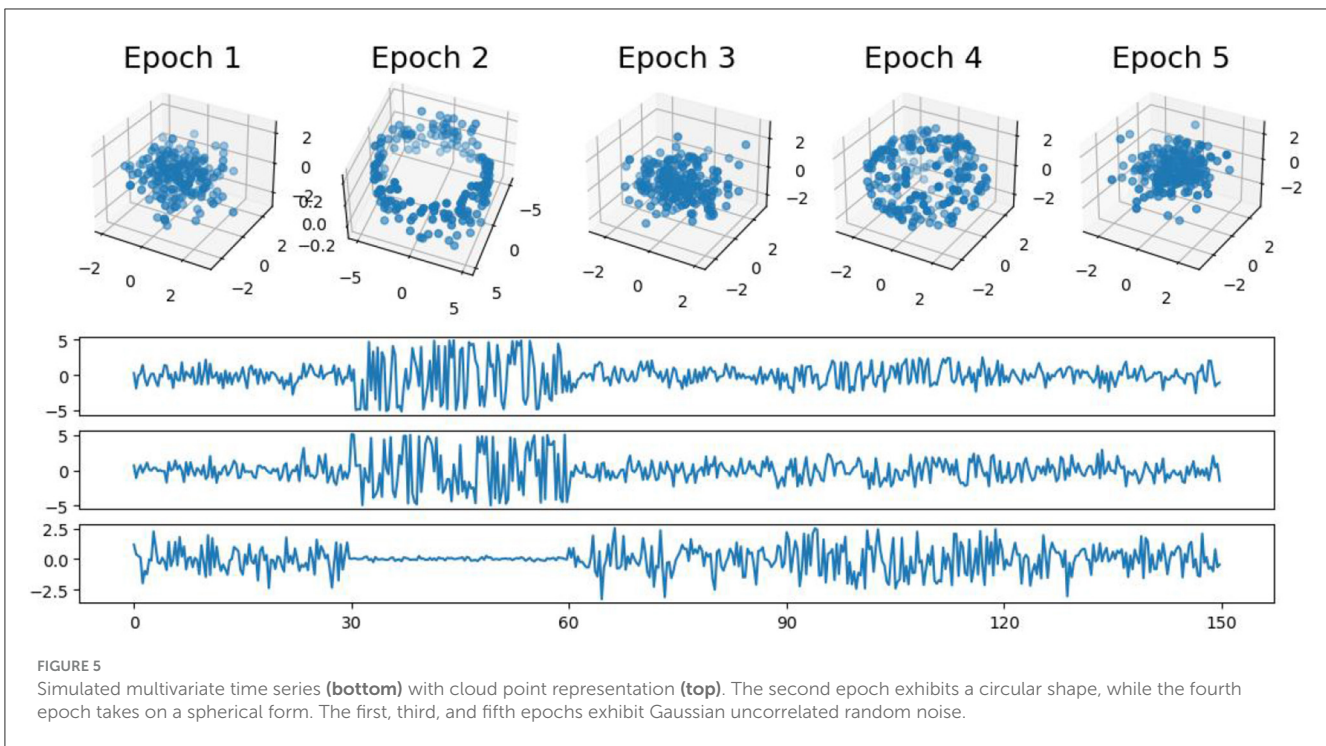 Epoch 1 Epoch 2 Epoch 3 Epoch 4 Epoch 5
2 2 2 2
0 0 0 0
−2 0.2 −2 −2 −2
0.0 −5
2 −0.2 0 2 2 2
−2 0 −5 −2 0 −2 0 −2 0
0 −2 0 5 0 −2 0 −2 0 −2
2 5 2 2 2
5
0
−5
5
0
−5
2.5
0.0
−2.5
0 30 60 90 120 150
FIGURE 5
Simulated multivariate time series (bottom) with cloud point representation (top). The second epoch exhibits a circular shape, while the fourth
epoch takes on a spherical form. The first, third, and fifth epochs exhibit Gaussian uncorrelated random noise.